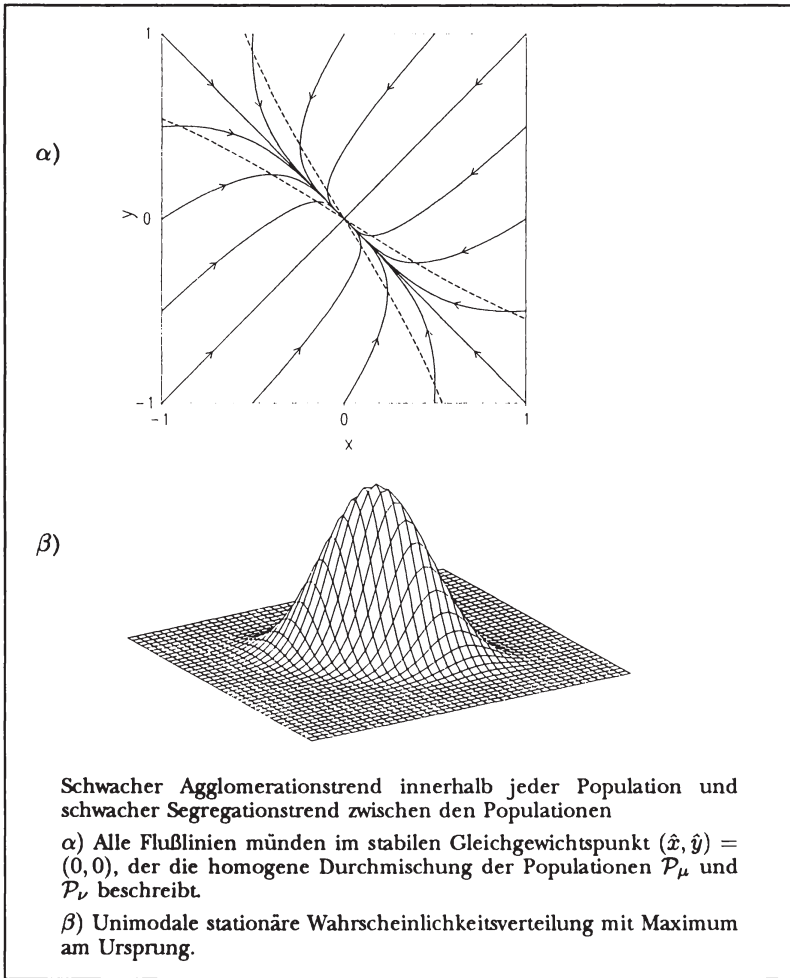 α)
1
y
0
−1
−1
0
1
x
β)
Schwacher Agglomerationstrend innerhalb jeder Population und
schwacher Segregationstrend zwischen den Populationen
α) Alle Flußlinien münden im stabilen Gleichgewichtspunkt (x̂, ŷ) =
(0, 0), der die homogene Durchmischung der Populationen 𝒫μ und
𝒫ν beschreibt.
β) Unimodale stationäre Wahrscheinlichkeitsverteilung mit Maximum
am Ursprung.